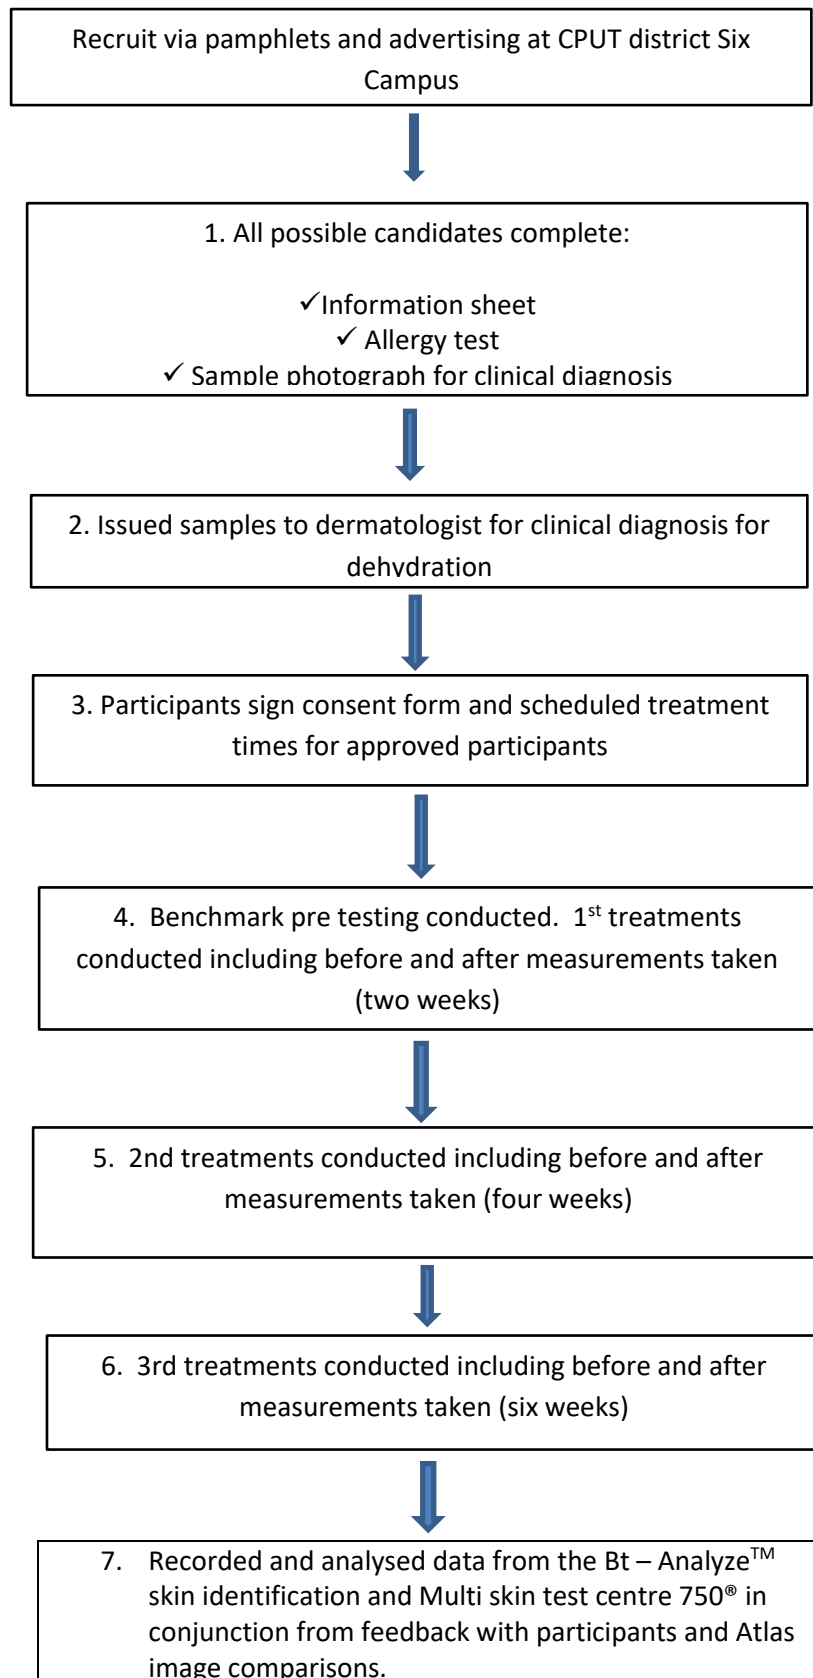 Recruit via pamphlets and advertising at CPUT district Six
Campus
1. All possible candidates complete:
✓Information sheet
✓ Allergy test
✓ Sample photograph for clinical diagnosis
2. Issued samples to dermatologist for clinical diagnosis for
dehydration
3. Participants sign consent form and scheduled treatment
times for approved participants
4. Benchmark pre testing conducted. 1st treatments
conducted including before and after measurements taken
(two weeks)
5. 2nd treatments conducted including before and after
measurements taken (four weeks)
6. 3rd treatments conducted including before and after
measurements taken (six weeks)
7. Recorded and analysed data from the Bt – Analyze™
skin identification and Multi skin test centre 750® in
conjunction from feedback with participants and Atlas
image comparisons.